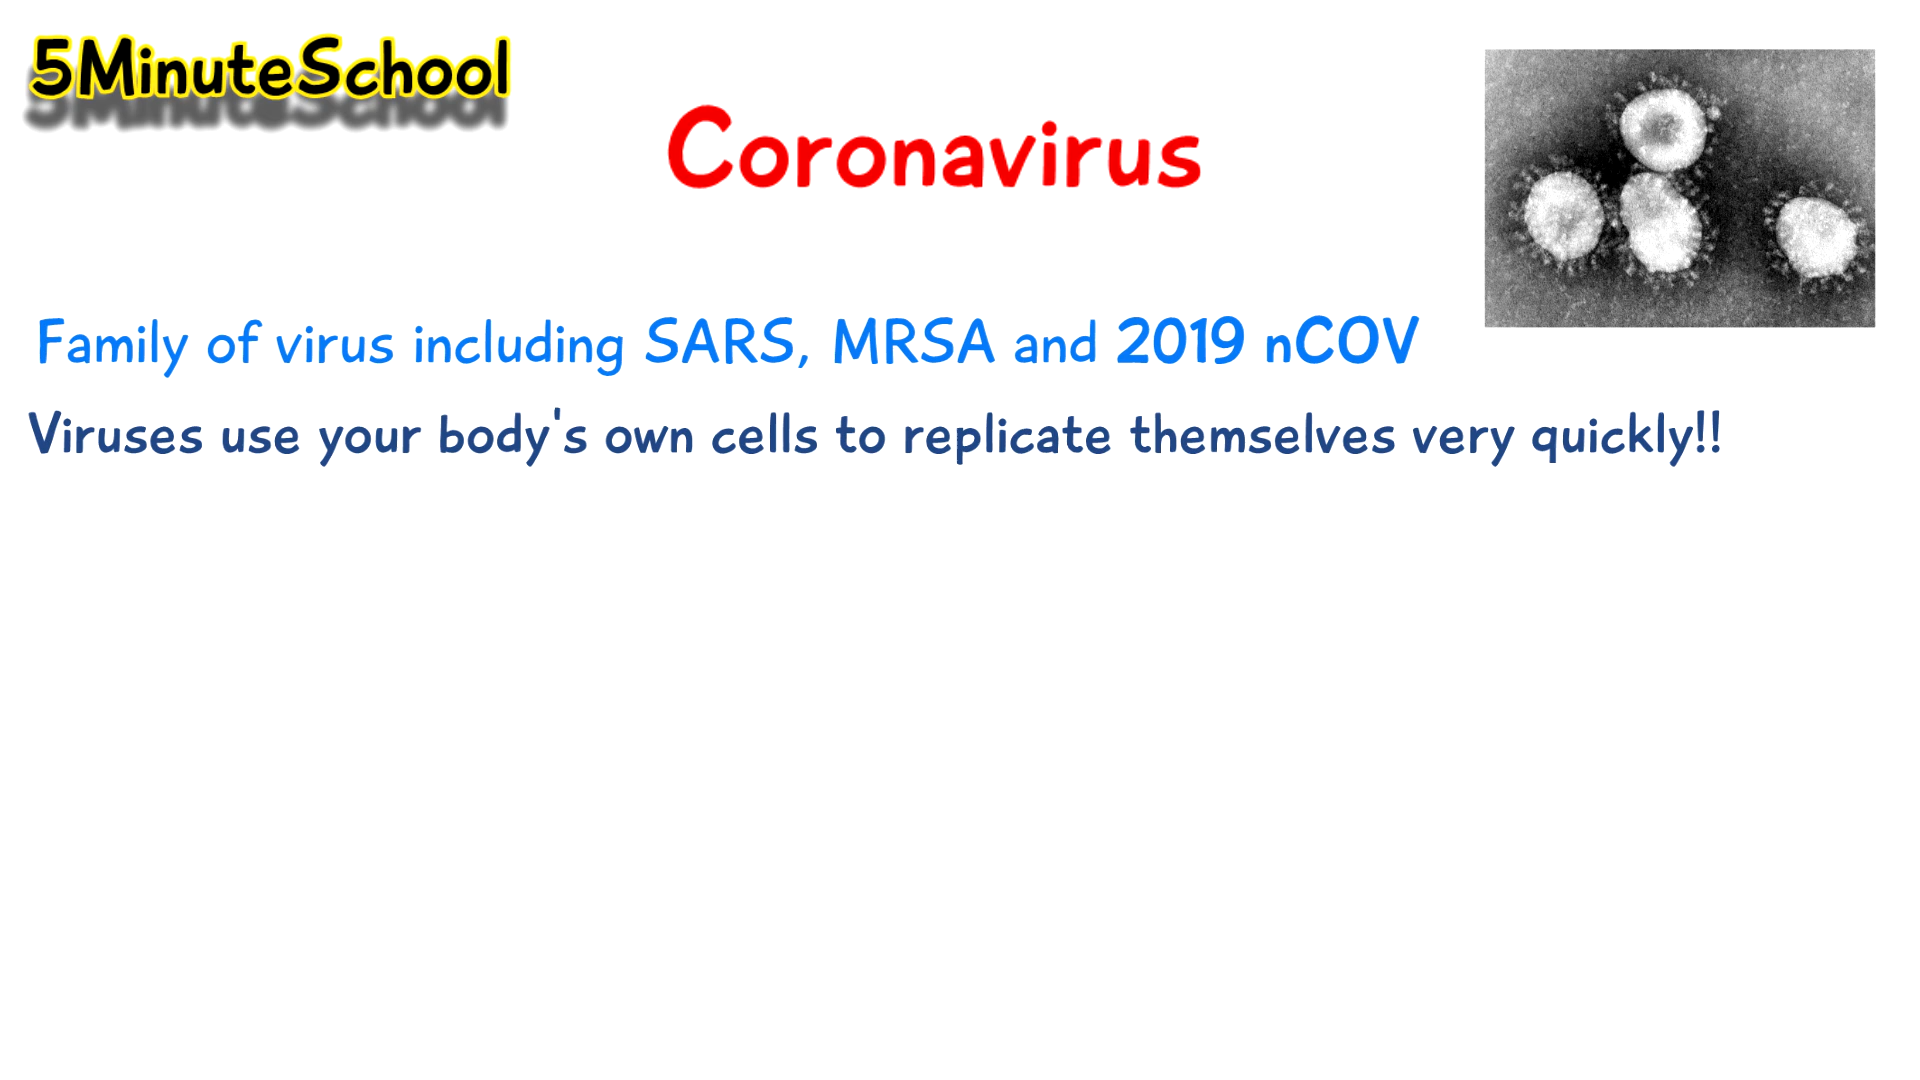 5MinuteSchool
Coronavirus
Family of virus including SARS, MRSA and 2019 nCOV
Viruses use your body's own cells to replicate themselves very quickly!!